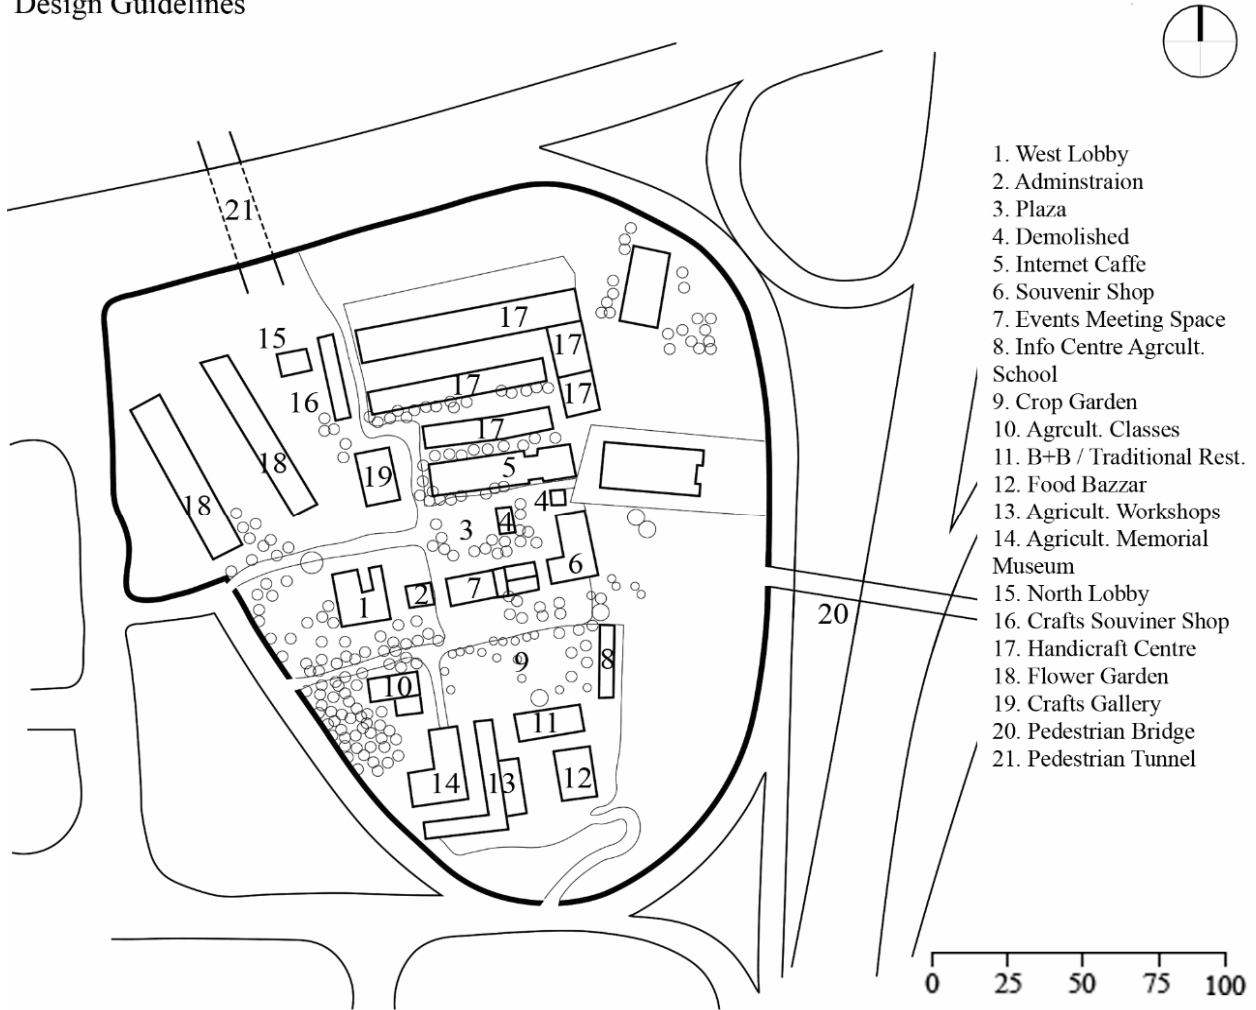 Design Guidelines
21
1. West Lobby
2. Adminstraion
3. Plaza
4. Demolished
5. Internet Caffe
6. Souvenir Shop
7. Events Meeting Space
8. Info Centre Agrcult.
School
9. Crop Garden
10. Agrcult. Classes
11. B+B / Traditional Rest.
12. Food Bazzar
13. Agricult. Workshops
14. Agricult. Memorial
Museum
15. North Lobby
16. Crafts Souviner Shop
17. Handicraft Centre
18. Flower Garden
19. Crafts Gallery
20. Pedestrian Bridge
21. Pedestrian Tunnel
17
15
17
17
17
16
17
18
5
19
18
4
4
3
6
7
2
1
20
8
9
10
11
14
13
12
0 25 50 75 100